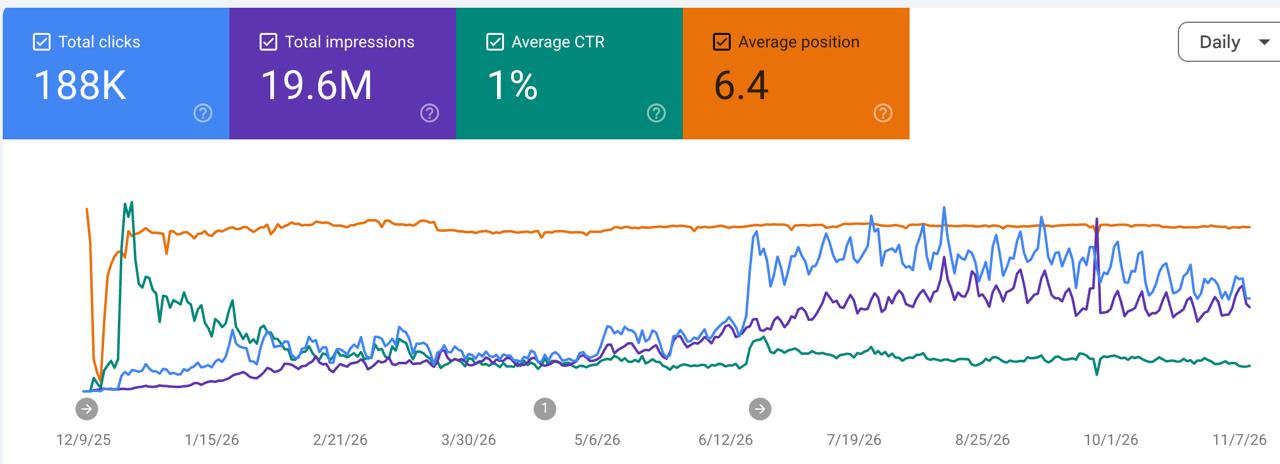 Total clicks
188K
Total impressions
19.6M
Average CTR
1%
Average position
6.4
Daily
1
12/9/25 1/15/26 2/21/26 3/30/26 5/6/26 6/12/26 7/19/26 8/25/26 10/1/26 11/7/26